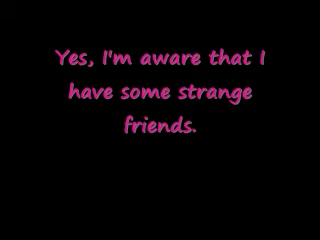 Yes, I'm aware that I
have some strange
friends.